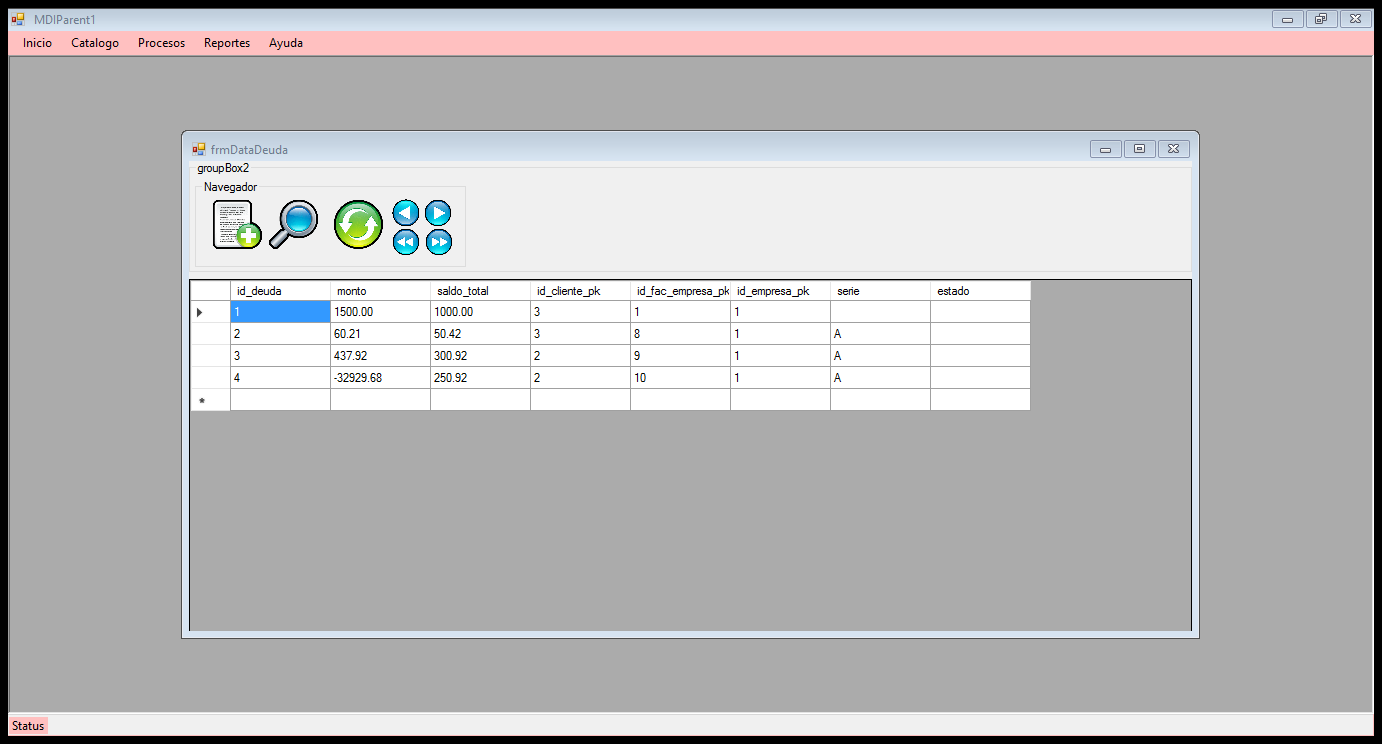 MDIParent1
Inicio Catalogo Procesos Reportes Ayuda
frmDataDeuda
groupBox2
Navegador
id_deuda monto saldo_total id_cliente_pk id_fac_empresa_pk id_empresa_pk serie estado
1 1500.00 1000.00 3 1 1
2 60.21 50.42 3 8 1 A
3 437.92 300.92 2 9 1 A
4 -32929.68 250.92 2 10 1 A
Status